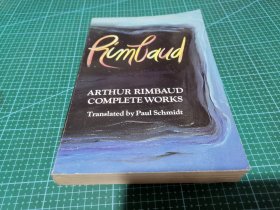 Rimbaud
ARTHUR RIMBAUD
COMPLETE WORKS
Translated by Paul Schmidt